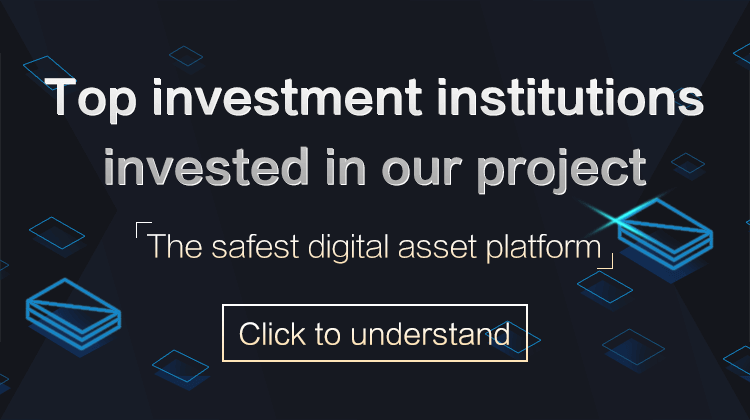 Top investment institutions
invested in our project
The safest digital asset platform
Click to understand